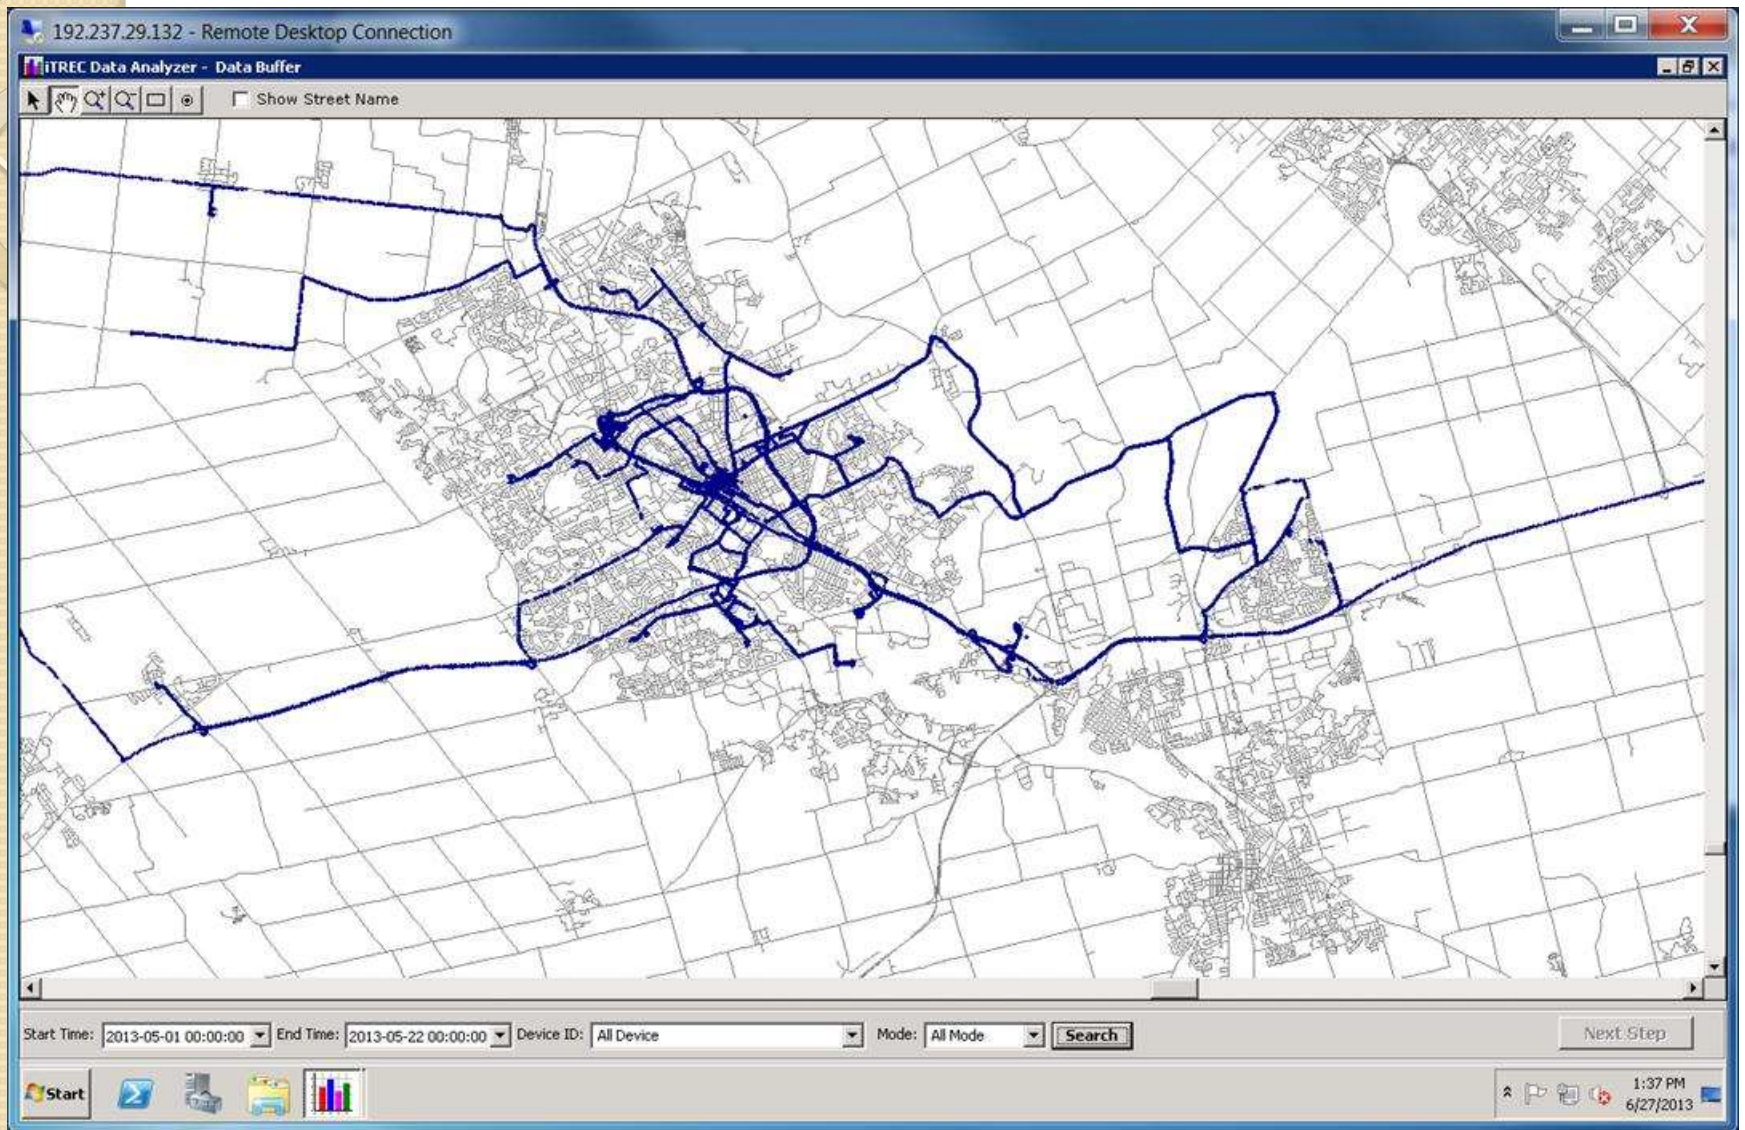 192.237.29.132 - Remote Desktop Connection
iTREC Data Analyzer - Data Buffer
Show Street Name
Start Time: 2013-05-01 00:00:00 End Time: 2013-05-22 00:00:00 Device ID: All Device Mode: All Mode Search Next Step
Start
1:37 PM
6/27/2013